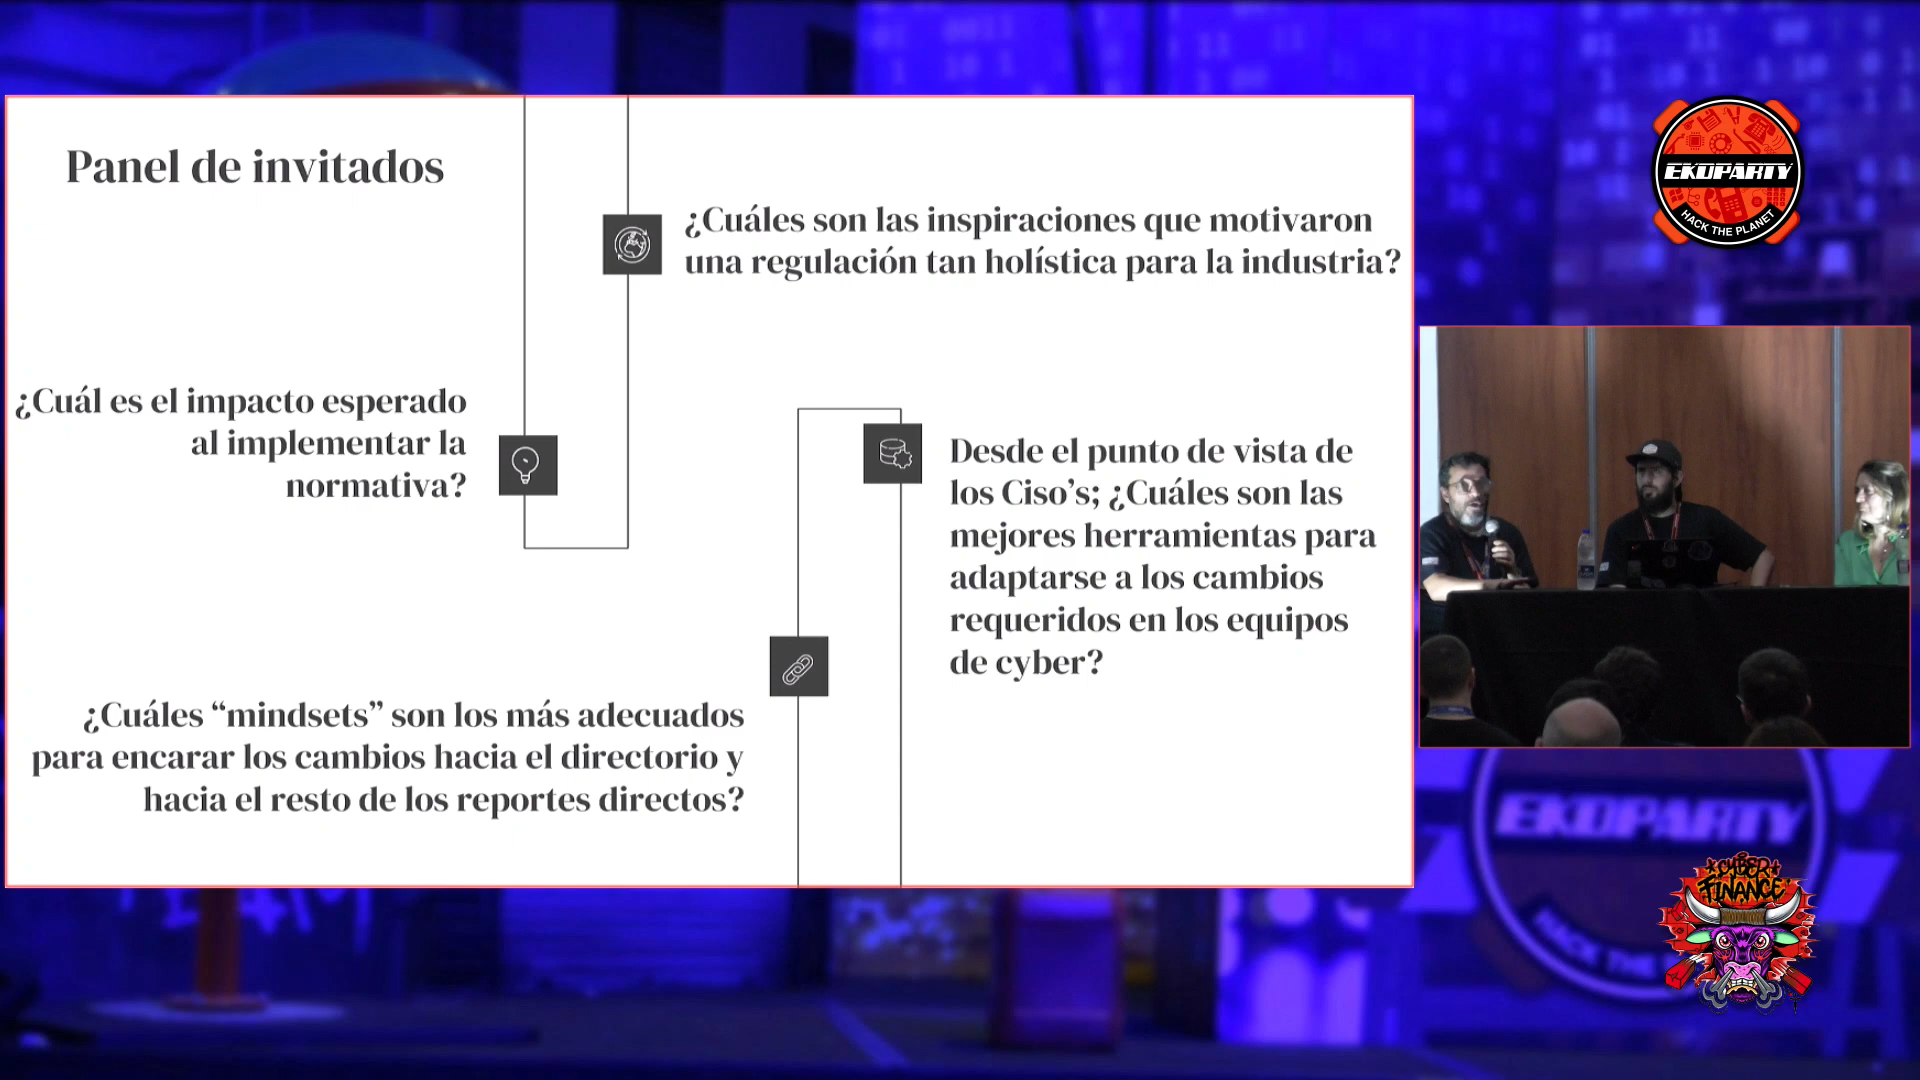 Panel de invitados
¿Cuáles son las inspiraciones que motivaron
una regulación tan holística para la industria?
¿Cuál es el impacto esperado
al implementar la
normativa?
Desde el punto de vista de
los Ciso’s; ¿Cuáles son las
mejores herramientas para
adaptarse a los cambios
requeridos en los equipos
de cyber?
¿Cuáles “mindsets” son los más adecuados
para encarar los cambios hacia el directorio y
hacia el resto de los reportes directos?
EKOPARTY
HACK THE PLANET
EKOPARTY
HACK THE
CYBER
FINANCE